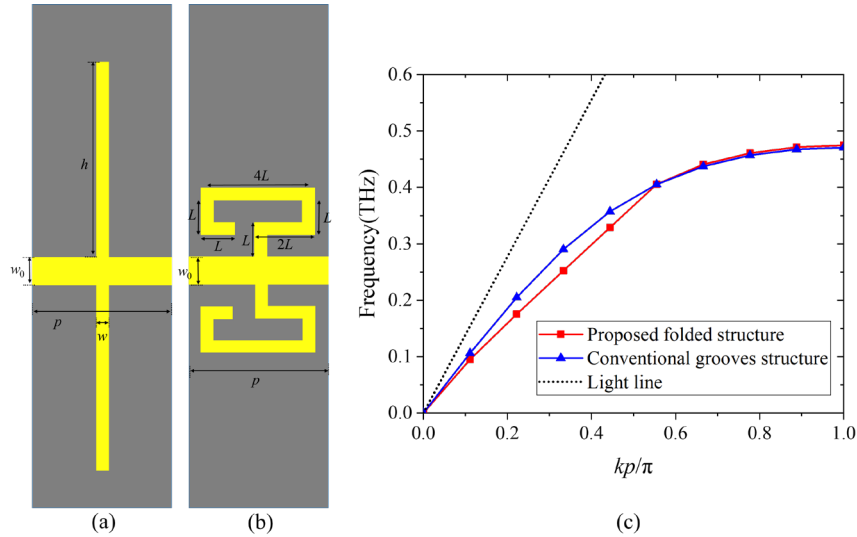 h
w₀
p
w
(a)
4L
L
L
L
L
2L
w₀
p
(b)
Frequency(THz)
0.6
0.5
0.4
0.3
0.2
0.1
0.0
Proposed folded structure
Conventional grooves structure
Light line
0.0 0.2 0.4 0.6 0.8 1.0
kp/π
(c)